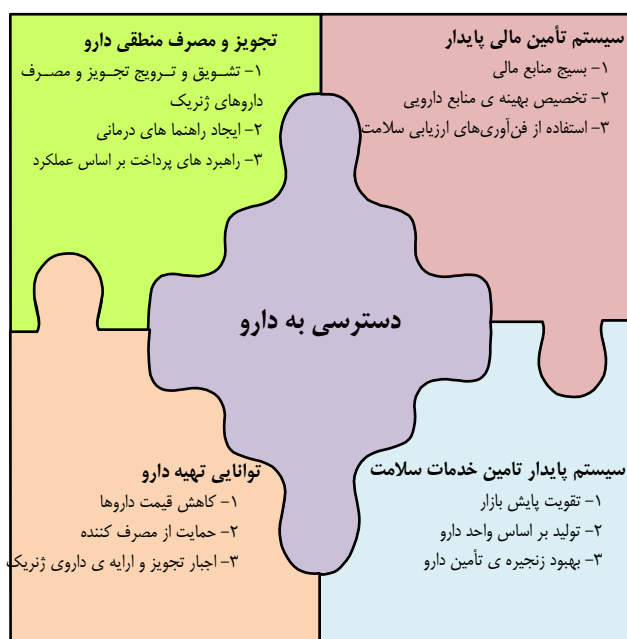 سیستم تأمین مالی پایدار
۱- بسیج منابع مالی
۲- تخصیص بهینه ی منابع دارویی
۳- استفاده از فن‌آوری‌های ارزیابی سلامت
تجویز و مصرف منطقی دارو
۱- تشـویق و تـرویج تجـویز و مصـرف
داروهای ژنریک
۲- ایجاد راهنما های درمانی
۳- راهبرد های پرداخت بر اساس عملکرد
دسترسی به دارو
سیستم پایدار تامین خدمات سلامت
۱- تقویت پایش بازار
۲- تولید بر اساس واحد دارو
۳- بهبود زنجیره ی تأمین دارو
توانایی تهیه دارو
۱- کاهش قیمت داروها
۲- حمایت از مصرف کننده
۳- اجبار تجویز و ارایه ی داروی ژنریک